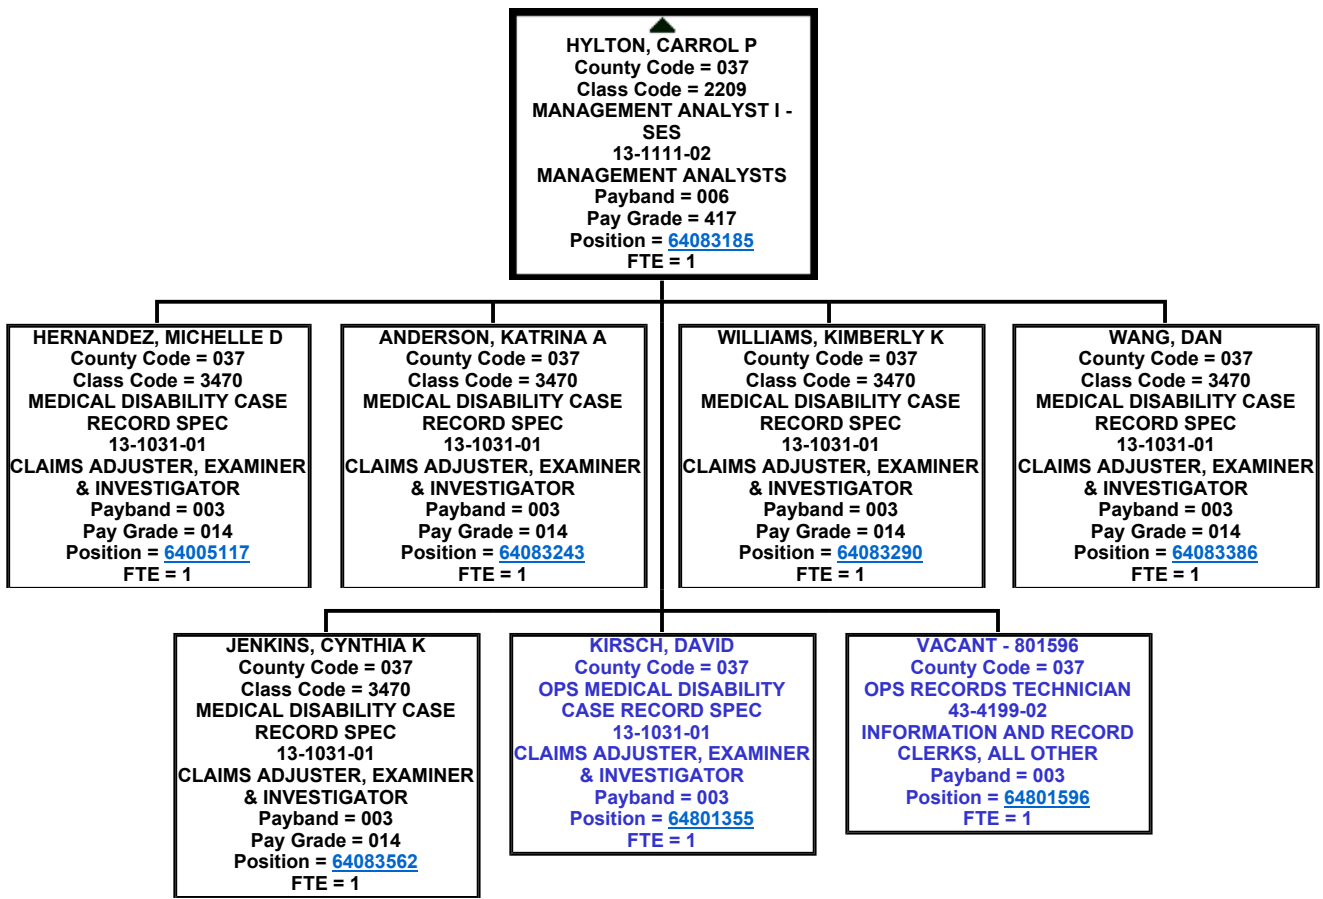 HYLTON, CARROL P
County Code = 037
Class Code = 2209
MANAGEMENT ANALYST I -
SES
13-1111-02
MANAGEMENT ANALYSTS
Payband = 006
Pay Grade = 417
Position = 64083185
FTE = 1
HERNANDEZ, MICHELLE D
County Code = 037
Class Code = 3470
MEDICAL DISABILITY CASE
RECORD SPEC
13-1031-01
CLAIMS ADJUSTER, EXAMINER
& INVESTIGATOR
Payband = 003
Pay Grade = 014
Position = 64005117
FTE = 1
ANDERSON, KATRINA A
County Code = 037
Class Code = 3470
MEDICAL DISABILITY CASE
RECORD SPEC
13-1031-01
CLAIMS ADJUSTER, EXAMINER
& INVESTIGATOR
Payband = 003
Pay Grade = 014
Position = 64083243
FTE = 1
WILLIAMS, KIMBERLY K
County Code = 037
Class Code = 3470
MEDICAL DISABILITY CASE
RECORD SPEC
13-1031-01
CLAIMS ADJUSTER, EXAMINER
& INVESTIGATOR
Payband = 003
Pay Grade = 014
Position = 64083290
FTE = 1
WANG, DAN
County Code = 037
Class Code = 3470
MEDICAL DISABILITY CASE
RECORD SPEC
13-1031-01
CLAIMS ADJUSTER, EXAMINER
& INVESTIGATOR
Payband = 003
Pay Grade = 014
Position = 64083386
FTE = 1
JENKINS, CYNTHIA K
County Code = 037
Class Code = 3470
MEDICAL DISABILITY CASE
RECORD SPEC
13-1031-01
CLAIMS ADJUSTER, EXAMINER
& INVESTIGATOR
Payband = 003
Pay Grade = 014
Position = 64083562
FTE = 1
KIRSCH, DAVID
County Code = 037
OPS MEDICAL DISABILITY
CASE RECORD SPEC
13-1031-01
CLAIMS ADJUSTER, EXAMINER
& INVESTIGATOR
Payband = 003
Position = 64801355
FTE = 1
VACANT - 801596
County Code = 037
OPS RECORDS TECHNICIAN
43-4199-02
INFORMATION AND RECORD
CLERKS, ALL OTHER
Payband = 003
Position = 64801596
FTE = 1